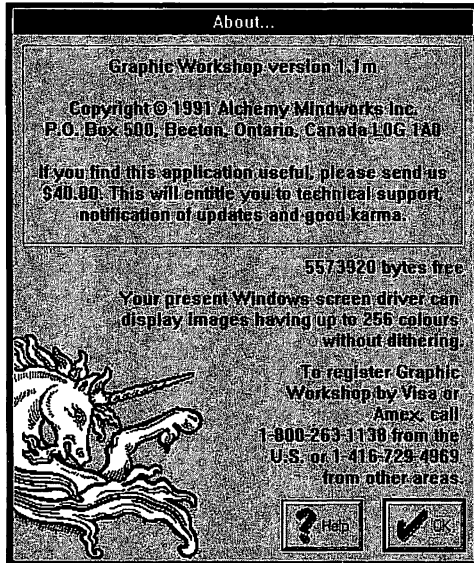 About...
Graphic Workshop version 1.1m
Copyright © 1991 Alchemy Mindworks Inc.
P.O. Box 500, Beeton, Ontario, Canada L0G 1A0
If you find this application useful, please send us
$40.00. This will entitle you to technical support,
notification of updates and good karma.
5573920 bytes free
Your present Windows screen driver can
display images having up to 256 colours
without dithering.
To register Graphic
Workshop by Visa or
Amex, call
1-800-263-1138 from the
U.S. or 1-416-729-4969
from other areas.
Help
OK